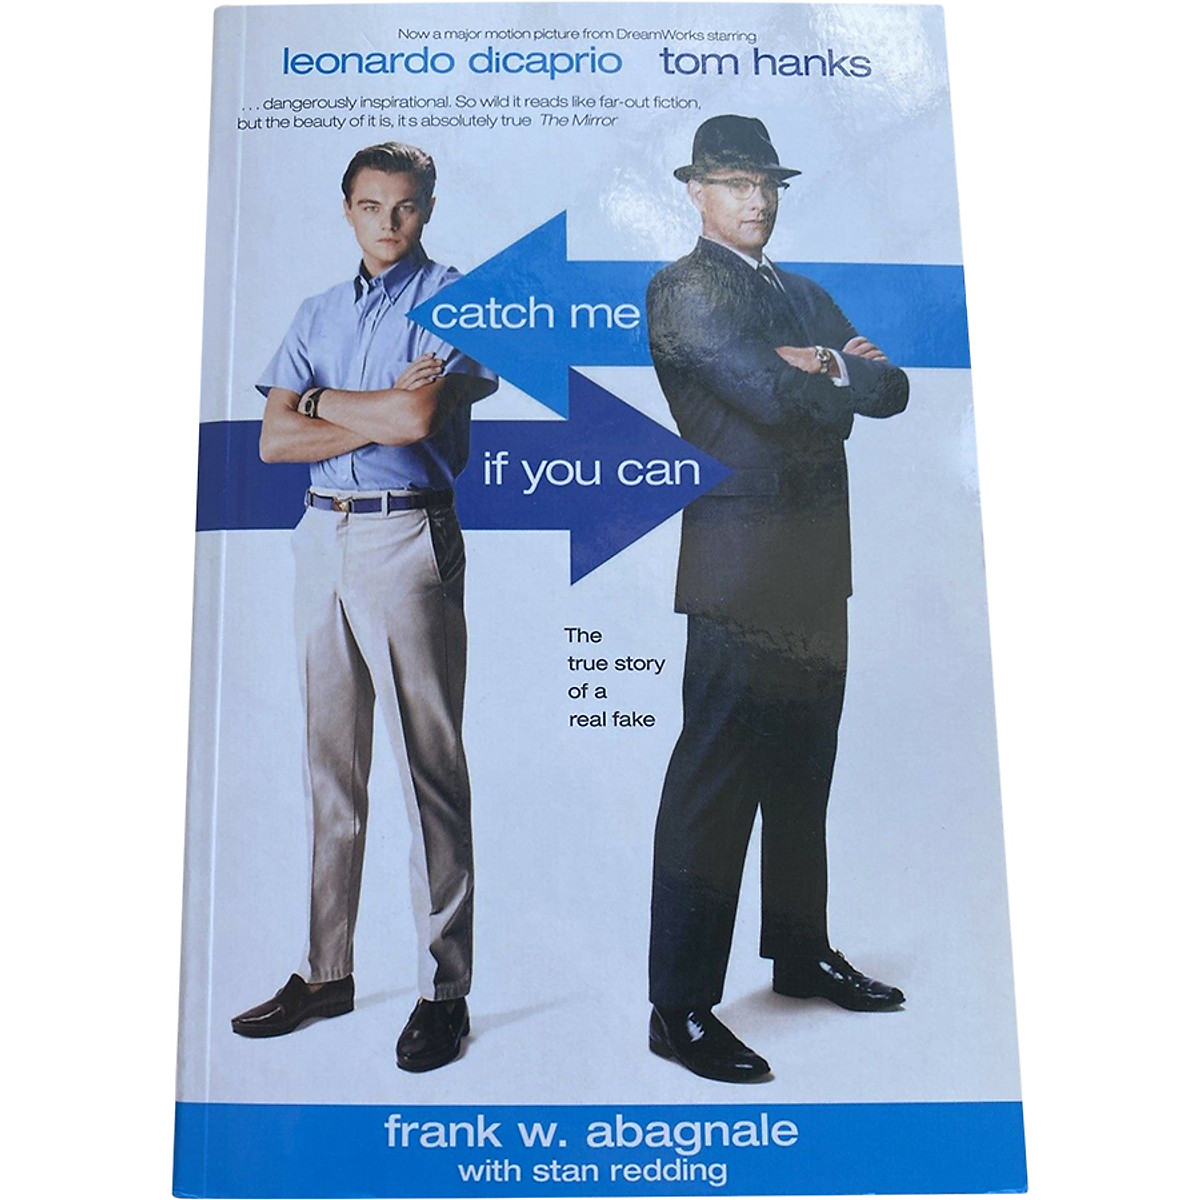 Now a major motion picture from DreamWorks starring
leonardo dicaprio tom hanks
. . . dangerously inspirational. So wild it reads like far-out fiction,
but the beauty of it is, it s absolutely true The Mirror
catch me
if you can
The
true story
of a
real fake
frank w. abagnale
with stan redding